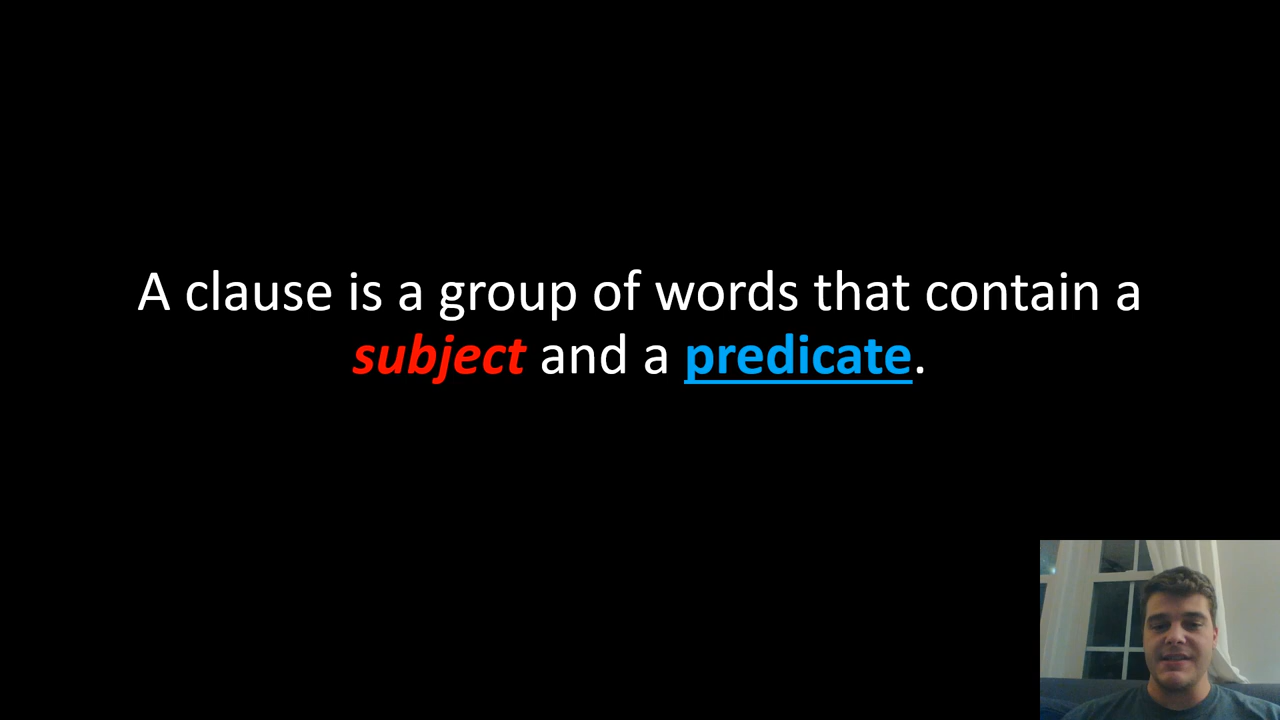 A clause is a group of words that contain a
subject and a predicate.